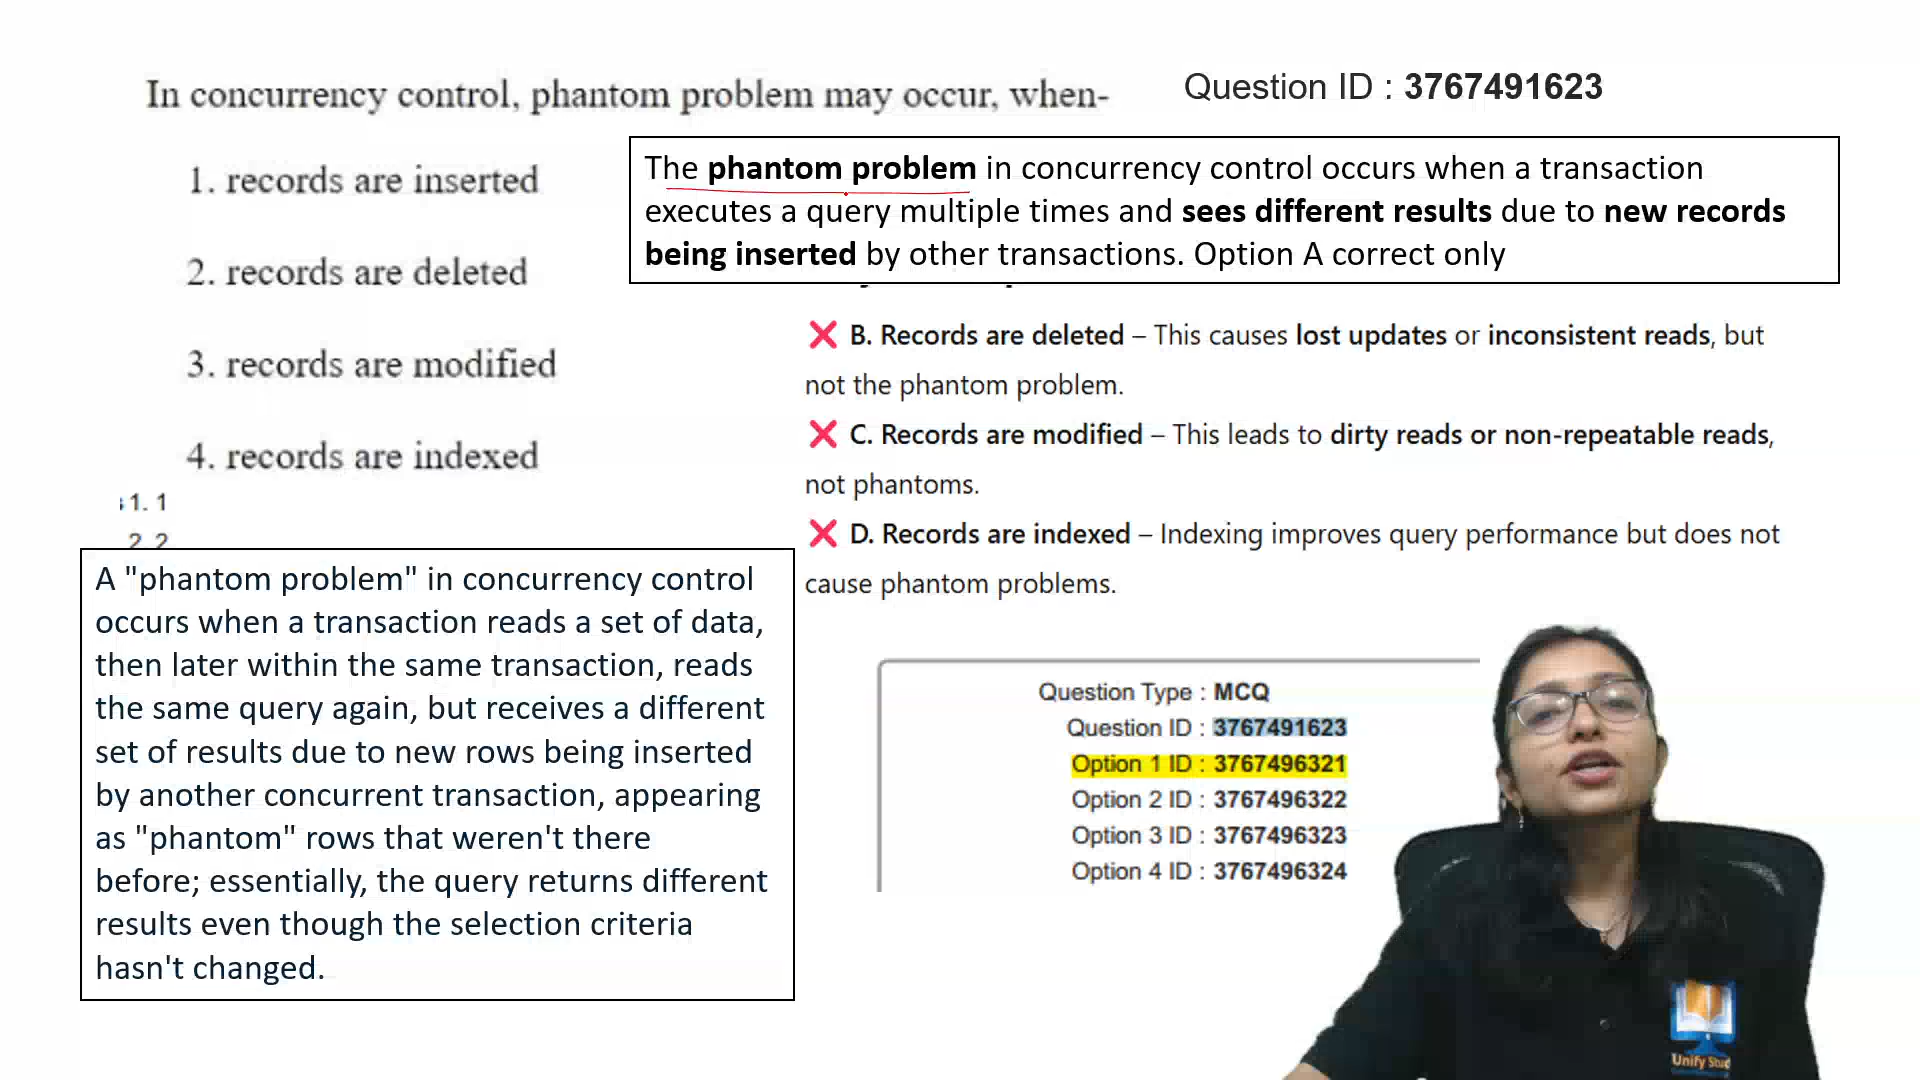 In concurrency control, phantom problem may occur, when-
Question ID : 3767491623
1. records are inserted
2. records are deleted
3. records are modified
4. records are indexed
1. 1
2. 2
The phantom problem in concurrency control occurs when a transaction
executes a query multiple times and sees different results due to new records
being inserted by other transactions. Option A correct only
❌ B. Records are deleted – This causes lost updates or inconsistent reads, but
not the phantom problem.
❌ C. Records are modified – This leads to dirty reads or non-repeatable reads,
not phantoms.
❌ D. Records are indexed – Indexing improves query performance but does not
cause phantom problems.
A "phantom problem" in concurrency control
occurs when a transaction reads a set of data,
then later within the same transaction, reads
the same query again, but receives a different
set of results due to new rows being inserted
by another concurrent transaction, appearing
as "phantom" rows that weren't there
before; essentially, the query returns different
results even though the selection criteria
hasn't changed.
Question Type : MCQ
Question ID : 3767491623
Option 1 ID : 3767496321
Option 2 ID : 3767496322
Option 3 ID : 3767496323
Option 4 ID : 3767496324
Unify Stud